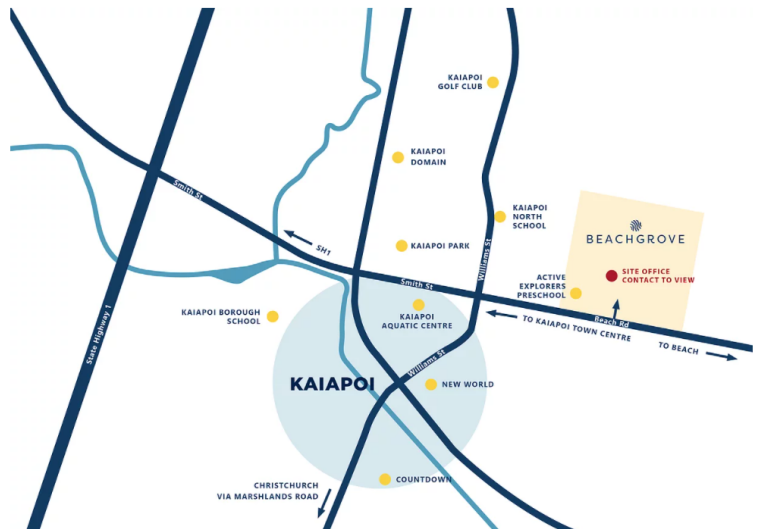 KAIAPOI
GOLF CLUB
KAIAPOI
DOMAIN
Smith St
KAIAPOI
NORTH
SCHOOL
BEACHGROVE
SH1
KAIAPOI PARK
Williams St
SITE OFFICE
CONTACT TO VIEW
ACTIVE
EXPLORERS
PRESCHOOL
Smith St
KAIAPOI BOROUGH
SCHOOL
KAIAPOI
AQUATIC CENTRE
TO KAIAPOI TOWN CENTRE
Beach Rd
TO BEACH
State Highway 1
Williams St
KAIAPOI
NEW WORLD
COUNTDOWN
CHRISTCHURCH
VIA MARSHLANDS ROAD